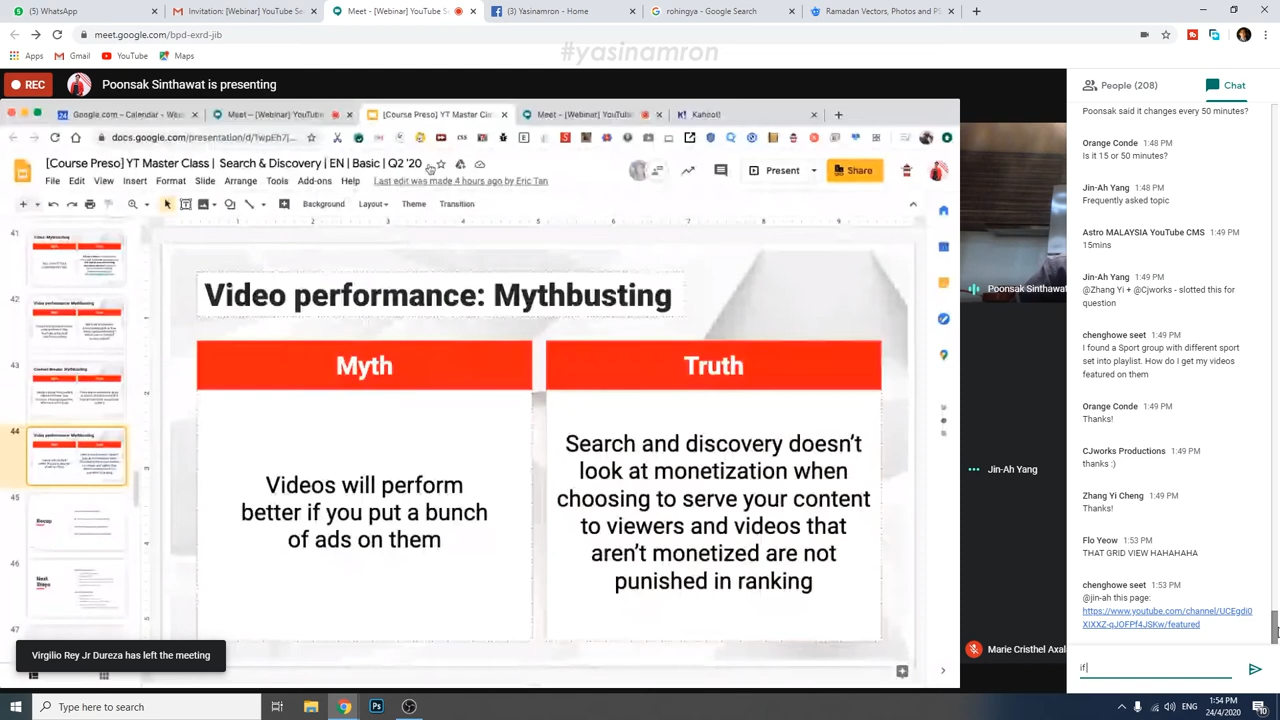 (79) YouTube
Invitation: [Webinar] YouTub
Meet - [Webinar] YouTube S
(Yasinamron) Facebook
rohingya - Google Search
Ramadan Vectors, Photos and PS
meet.google.com/bpd-exrd-jib
Apps Gmail YouTube Maps
#yasinamron
REC Poonsak Sinthawat is presenting
People (208) Chat
Google.com – Calendar - Wee
Meet – [Webinar] YouTube
[Course Preso] YT Master Class
Meet – [Webinar] YouTube
Kahoot!
[Course Preso] YT Master Class | Search & Discovery | EN | Basic | Q2 '20
File Edit View Insert Format Slide Arrange Tools Add-ons Help Last edit was made 4 hours ago by Eric Tan
Present Share
Background Layout Theme Transition
Video performance: Mythbusting
Myth
Videos will perform
better if you put a bunch
of ads on them
Truth
Search and discovery doesn't
look at monetization when
choosing to serve your content
to viewers and videos that
aren't monetized are not
punished in ranking
42
43
44
45
Recap
46
Next
Steps
47
Virgilio Rey Jr Dureza has left the meeting
Poonsak Sinthawat
Jin-Ah Yang
Marie Cristhel Axal
Poonsak said it changes every 50 minutes?
Orange Conde 1:48 PM
Is it 15 or 50 minutes?
Jin-Ah Yang 1:48 PM
Frequently asked topic
Astro MALAYSIA YouTube CMS 1:49 PM
15mins
Jin-Ah Yang 1:49 PM
@Zhang Yi + @Cjworks - slotted this for
question
chenghowe seet 1:49 PM
I found a Sport group with different sport
set into playlist. How do I get my videos
featured on them
Orange Conde 1:49 PM
Thanks!
CJworks Productions 1:49 PM
thanks :)
Zhang Yi Cheng 1:49 PM
Thanks!
Flo Yeow 1:53 PM
THAT GRID VIEW HAHAHAHA
chenghowe seet 1:53 PM
@jin-ah this page:
https://www.youtube.com/channel/UCEgdi0
XIXXZ-qJOFPf4JSKw/featured
if
Type here to search
ENG
1:54 PM
24/4/2020